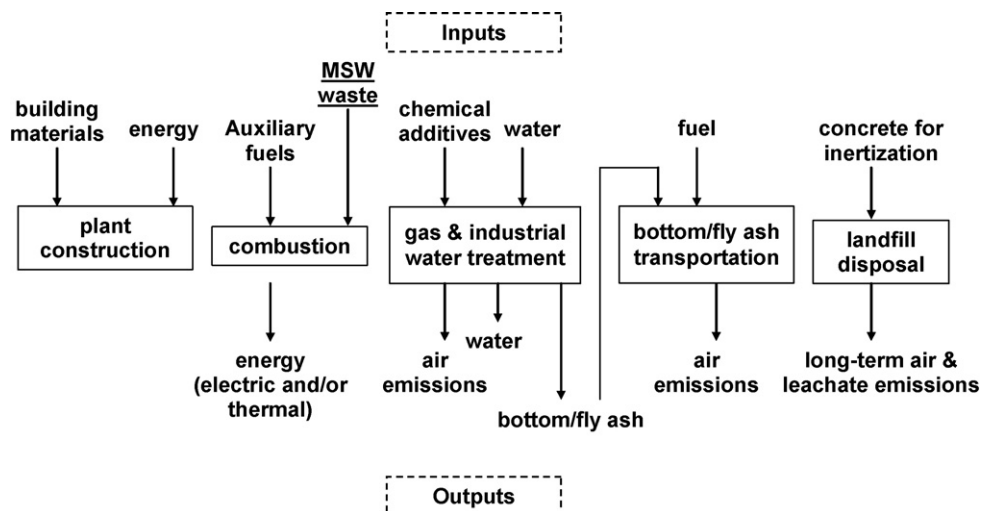 Inputs
MSW
waste
building
materials
energy
Auxiliary
fuels
chemical
additives
water
fuel
concrete for
inertization
plant
construction
combustion
gas & industrial
water treatment
bottom/fly ash
transportation
landfill
disposal
energy
(electric and/or
thermal)
air
emissions
water
bottom/fly ash
air
emissions
long-term air &
leachate emissions
Outputs